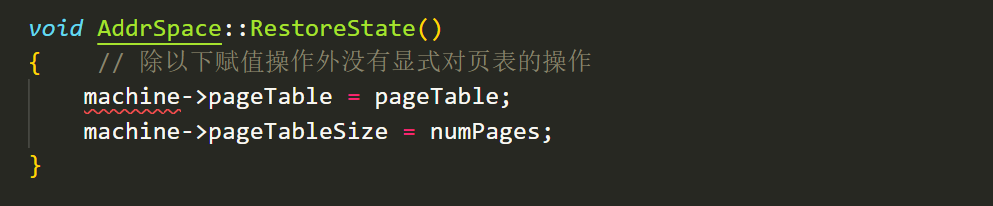 void AddrSpace::RestoreState()
{    // 除以下赋值操作外没有显式对页表的操作
    machine->pageTable = pageTable;
    machine->pageTableSize = numPages;
}